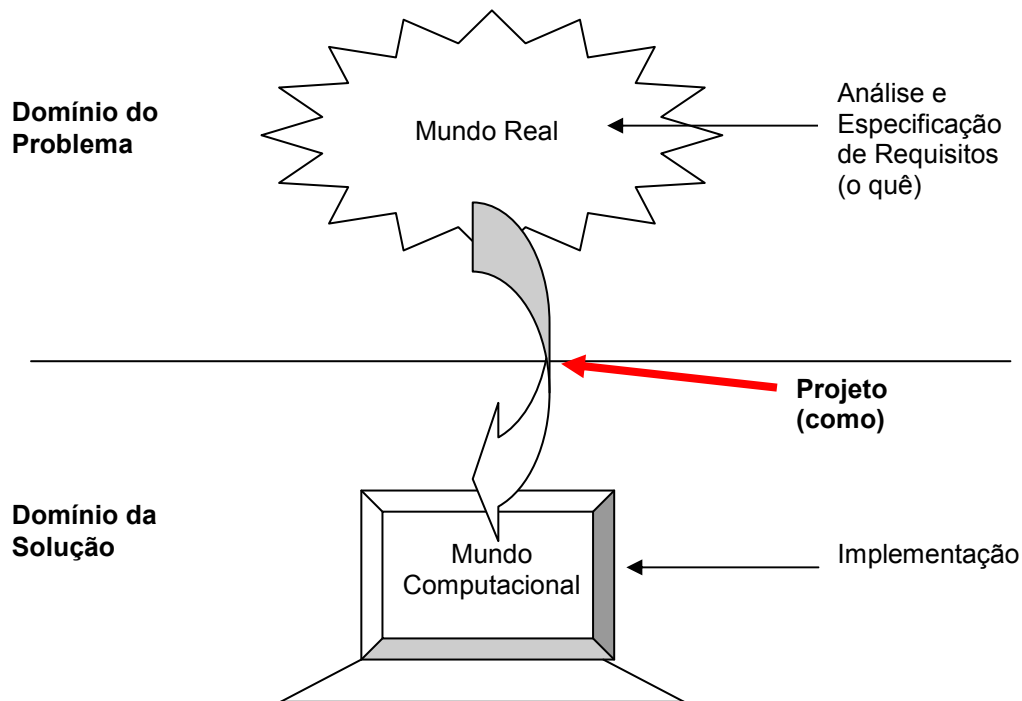 Domínio do
Problema
Mundo Real
Análise e
Especificação
de Requisitos
(o quê)
Projeto
(como)
Domínio da
Solução
Mundo
Computacional
Implementação